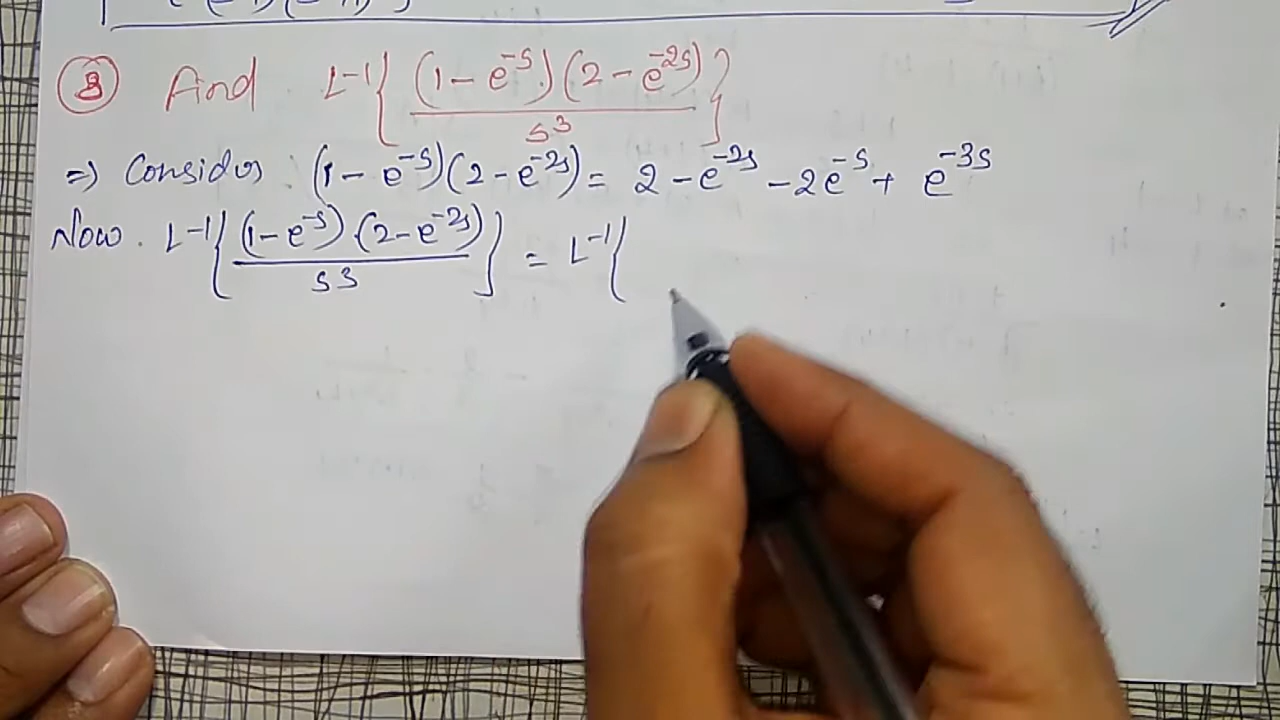 ③ Find L⁻¹{(1-e^-s)(2-e^-2s)/s³}
⇒ Consider. (1-e^-s)(2-e^-2s) = 2-e^-2s -2e^-s + e^-3s
Now. L⁻¹{(1-e^-s)(2-e^-2s)/s3} = L⁻¹{